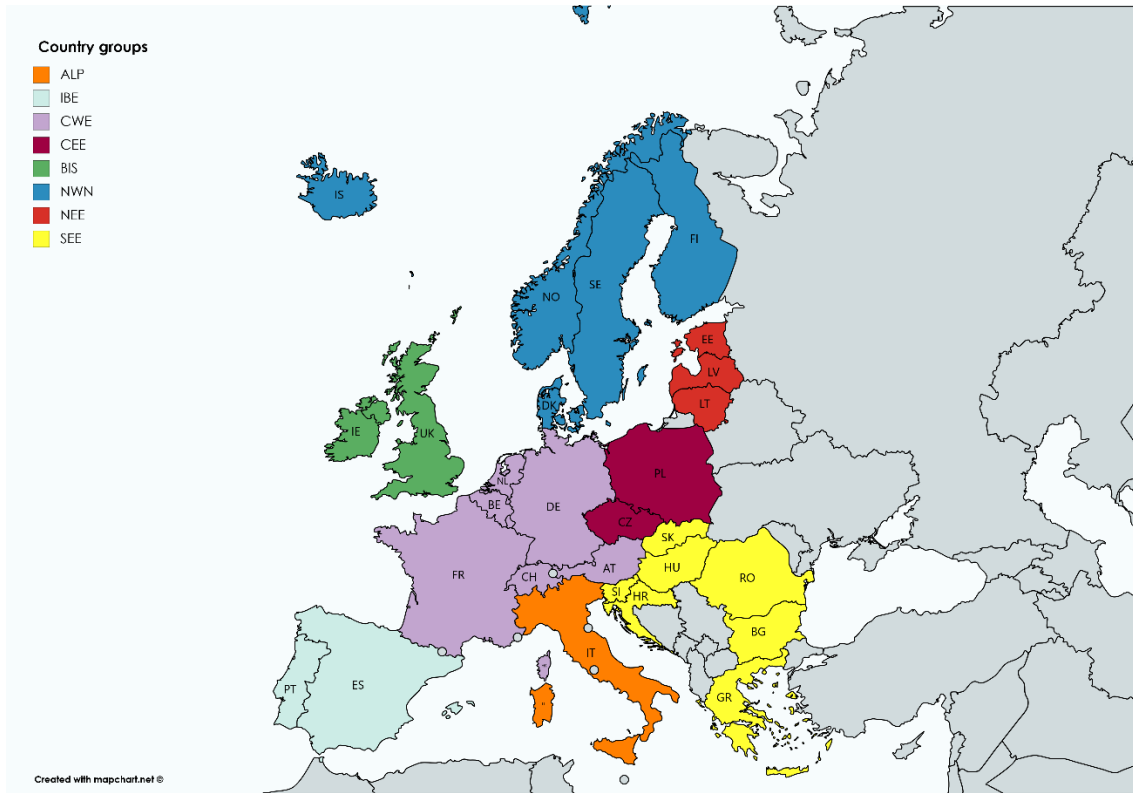 Country groups
ALP
IBE
CWE
CEE
BIS
NWN
NEE
SEE
IS
FI
NO
SE
EE
LV
LT
DK
IE
UK
NL
PL
BE
DE
CZ
SK
FR
CH
AT
HU
RO
SI
HR
BG
IT
PT
ES
GR
Created with mapchart.net ©